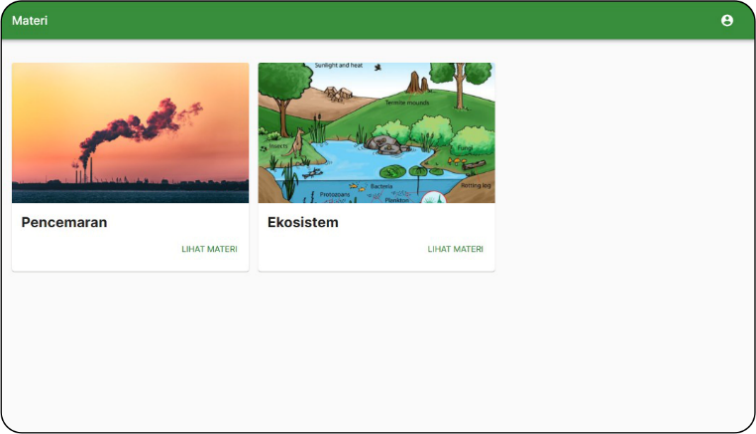 Materi
Sunlight and heat
Termite mounds
Insects
Bacteria
Rotting log
Protozoans
Plankton
Pencemaran
Ekosistem
LIHAT MATERI
LIHAT MATERI